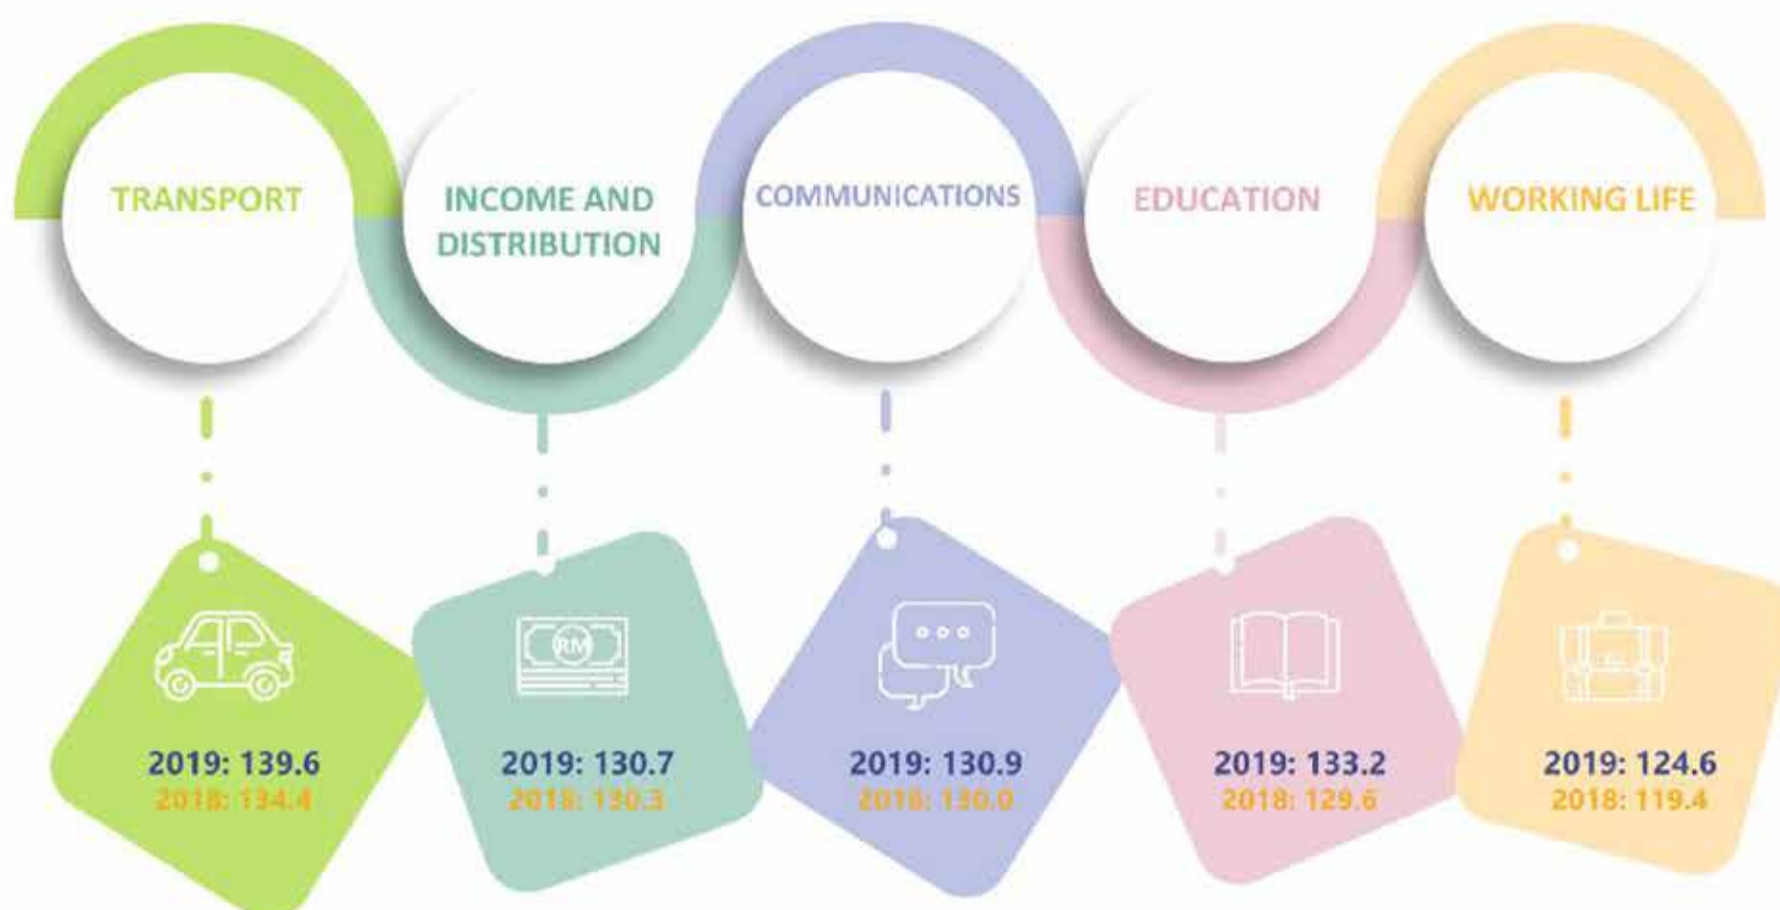 TRANSPORT
INCOME AND
DISTRIBUTION
COMMUNICATIONS
EDUCATION
WORKING LIFE
RM
2019: 139.6
2018: 134.4
2019: 130.7
2018: 130.3
2019: 130.9
2018: 130.0
2019: 133.2
2018: 129.6
2019: 124.6
2018: 119.4